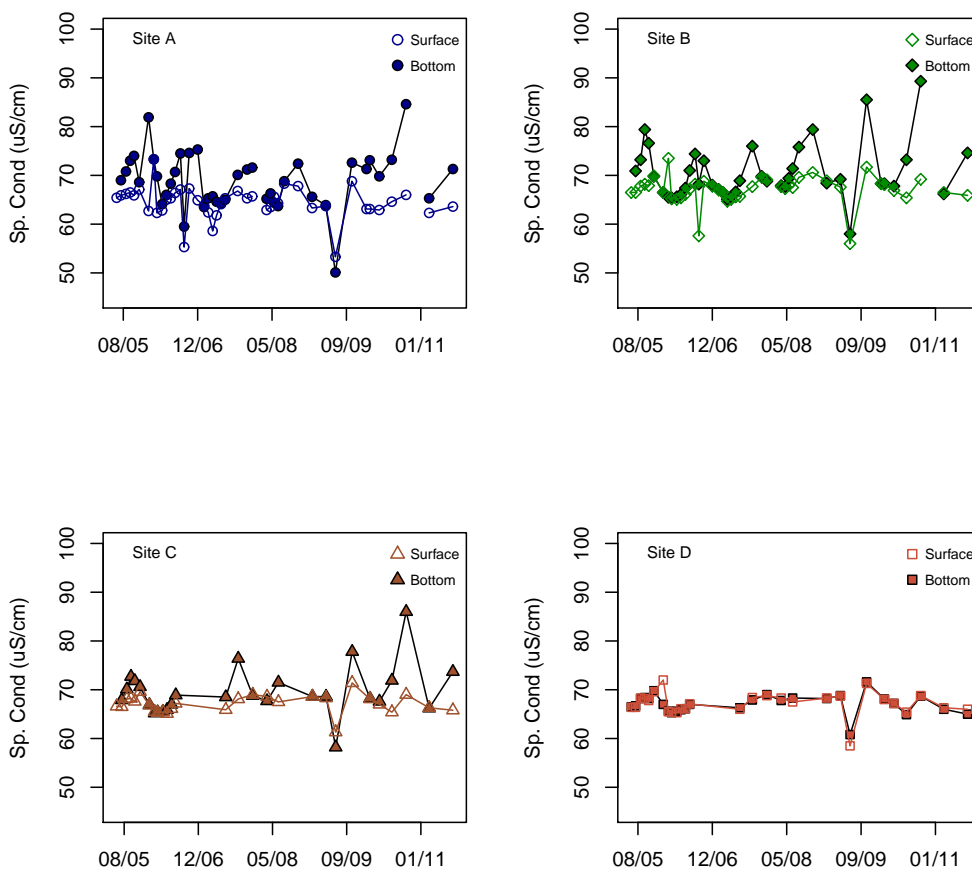 Site A
Surface
Bottom
Sp. Cond (uS/cm)
100
90
80
70
60
50
08/05 12/06 05/08 09/09 01/11
Site B
Surface
Bottom
Sp. Cond (uS/cm)
100
90
80
70
60
50
08/05 12/06 05/08 09/09 01/11
Site C
Surface
Bottom
Sp. Cond (uS/cm)
100
90
80
70
60
50
08/05 12/06 05/08 09/09 01/11
Site D
Surface
Bottom
Sp. Cond (uS/cm)
100
90
80
70
60
50
08/05 12/06 05/08 09/09 01/11